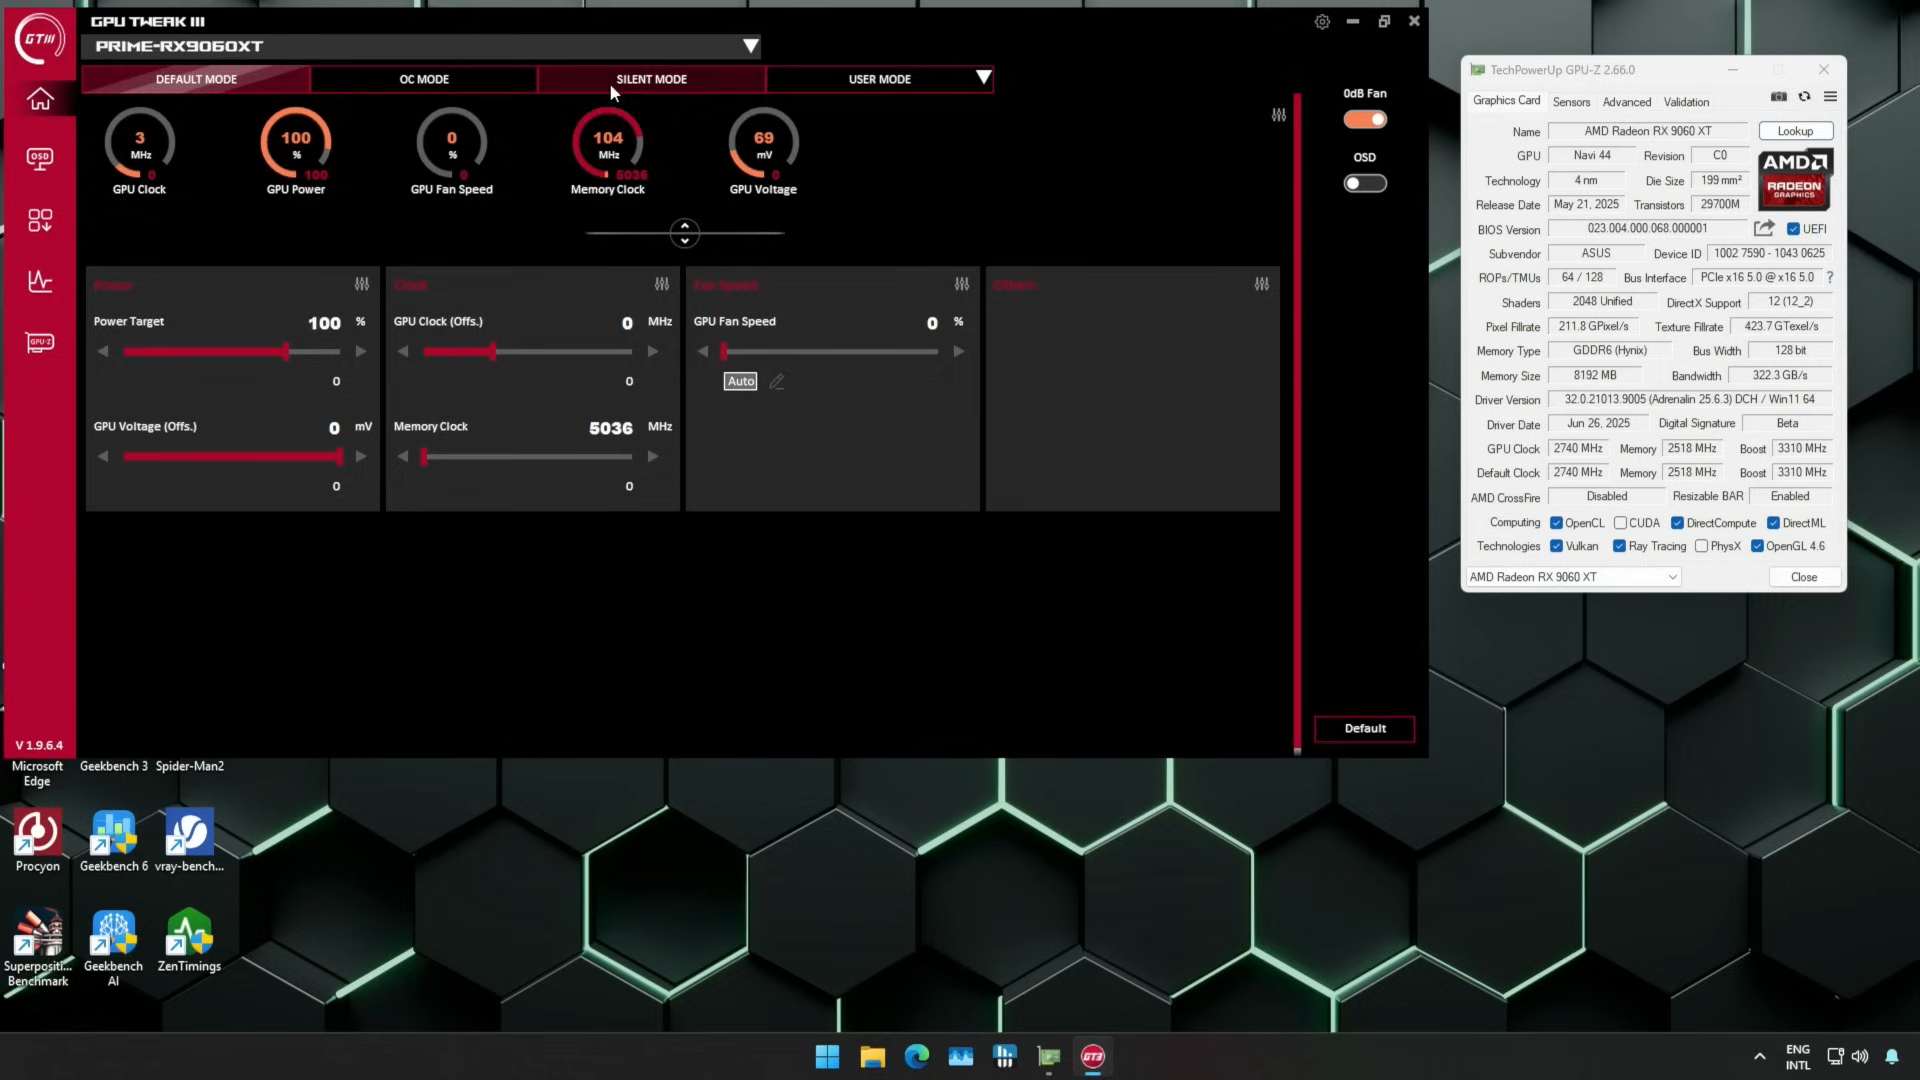 GTIII
GPU TWEAK III
PRIME-RX9060XT
DEFAULT MODE
OC MODE
SILENT MODE
USER MODE
3
MHz
0
GPU Clock
100
%
100
GPU Power
0
%
0
GPU Fan Speed
104
MHz
5036
Memory Clock
69
mV
0
GPU Voltage
0dB Fan
OSD
OSD
GPU-Z
Power
Power Target 100 %
0
GPU Voltage (Offs.) 0 mV
0
Clock
GPU Clock (Offs.) 0 MHz
0
Memory Clock 5036 MHz
0
Fan Speed
GPU Fan Speed 0 %
Auto
Others
Default
V 1.9.6.4
TechPowerUp GPU-Z 2.66.0
Graphics Card Sensors Advanced Validation
Name AMD Radeon RX 9060 XT Lookup
GPU Navi 44 Revision C0
AMD
RADEON
GRAPHICS
Technology 4 nm Die Size 199 mm²
Release Date May 21, 2025 Transistors 29700M
BIOS Version 023.004.000.068.000001 UEFI
Subvendor ASUS Device ID 1002 7590 - 1043 0625
ROPs/TMUs 64 / 128 Bus Interface PCIe x16 5.0 @ x16 5.0 ?
Shaders 2048 Unified DirectX Support 12 (12_2)
Pixel Fillrate 211.8 GPixel/s Texture Fillrate 423.7 GTexel/s
Memory Type GDDR6 (Hynix) Bus Width 128 bit
Memory Size 8192 MB Bandwidth 322.3 GB/s
Driver Version 32.0.21013.9005 (Adrenalin 25.6.3) DCH / Win11 64
Driver Date Jun 26, 2025 Digital Signature Beta
GPU Clock 2740 MHz Memory 2518 MHz Boost 3310 MHz
Default Clock 2740 MHz Memory 2518 MHz Boost 3310 MHz
AMD CrossFire Disabled Resizable BAR Enabled
Computing OpenCL CUDA DirectCompute DirectML
Technologies Vulkan Ray Tracing PhysX OpenGL 4.6
AMD Radeon RX 9060 XT Close
Microsoft Edge
Geekbench 3
Spider-Man2
Procyon
Geekbench 6
vray-bench...
Superpositi... Benchmark
Geekbench AI
ZenTimings
GT3
ENG
INTL